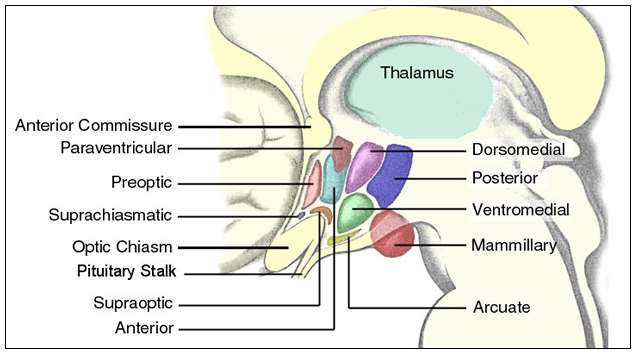 Thalamus
Anterior Commissure
Paraventricular
Preoptic
Suprachiasmatic
Optic Chiasm
Pituitary Stalk
Supraoptic
Anterior
Dorsomedial
Posterior
Ventromedial
Mammillary
Arcuate